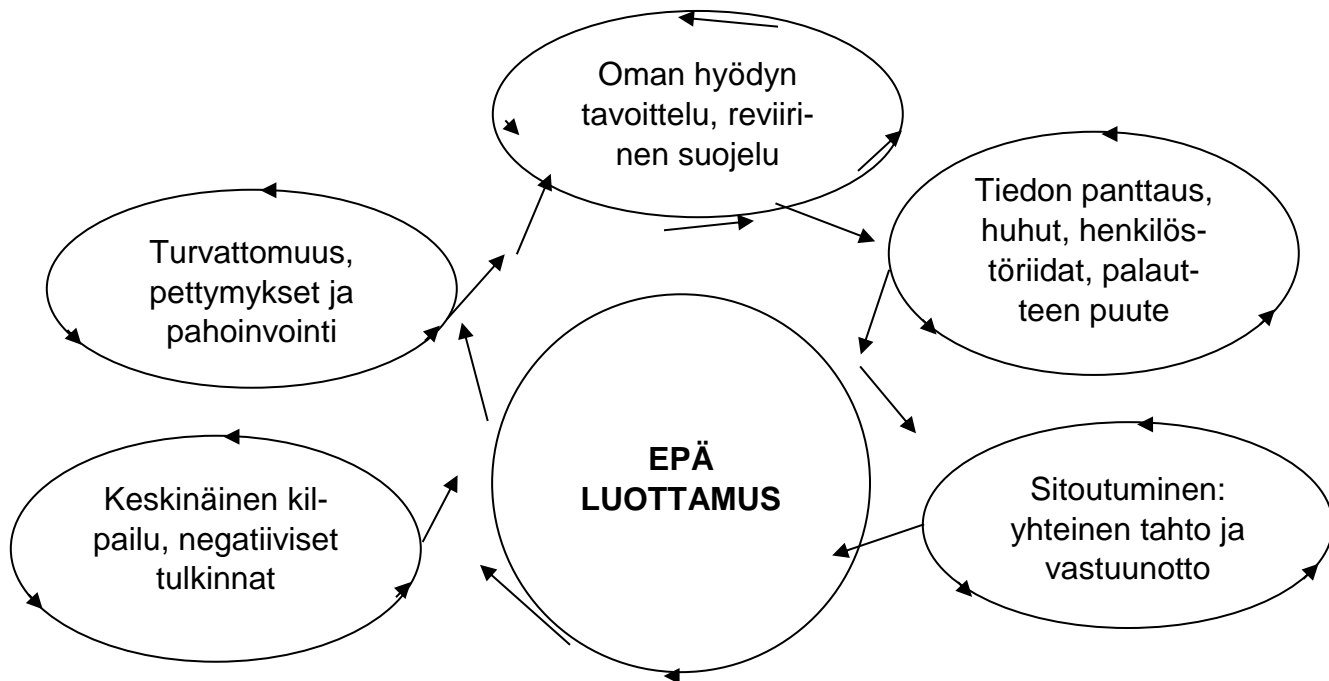 Oman hyödyn
tavoittelu, reviiri-
nen suojelu
Tiedon panttaus,
huhut, henkilös-
töriidat, palaut-
teen puute
Turvattomuus,
pettymykset ja
pahoinvointi
EPÄ
LUOTTAMUS
Keskinäinen kil-
pailu, negatiiviset
tulkinnat
Sitoutuminen:
yhteinen tahto ja
vastuunotto